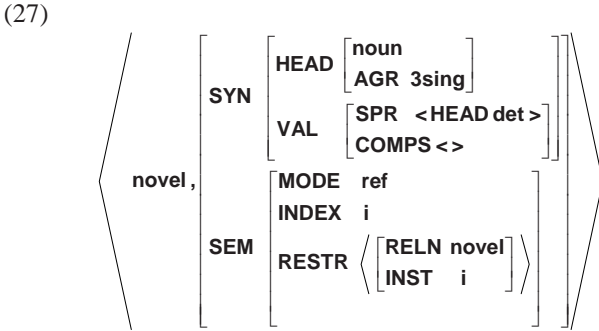 (27)
noun
HEAD
AGR 3sing
SYN
SPR <HEAD det>
VAL
COMPS<>
novel,
MODE ref
INDEX i
SEM
RELN novel
RESTR
INST i